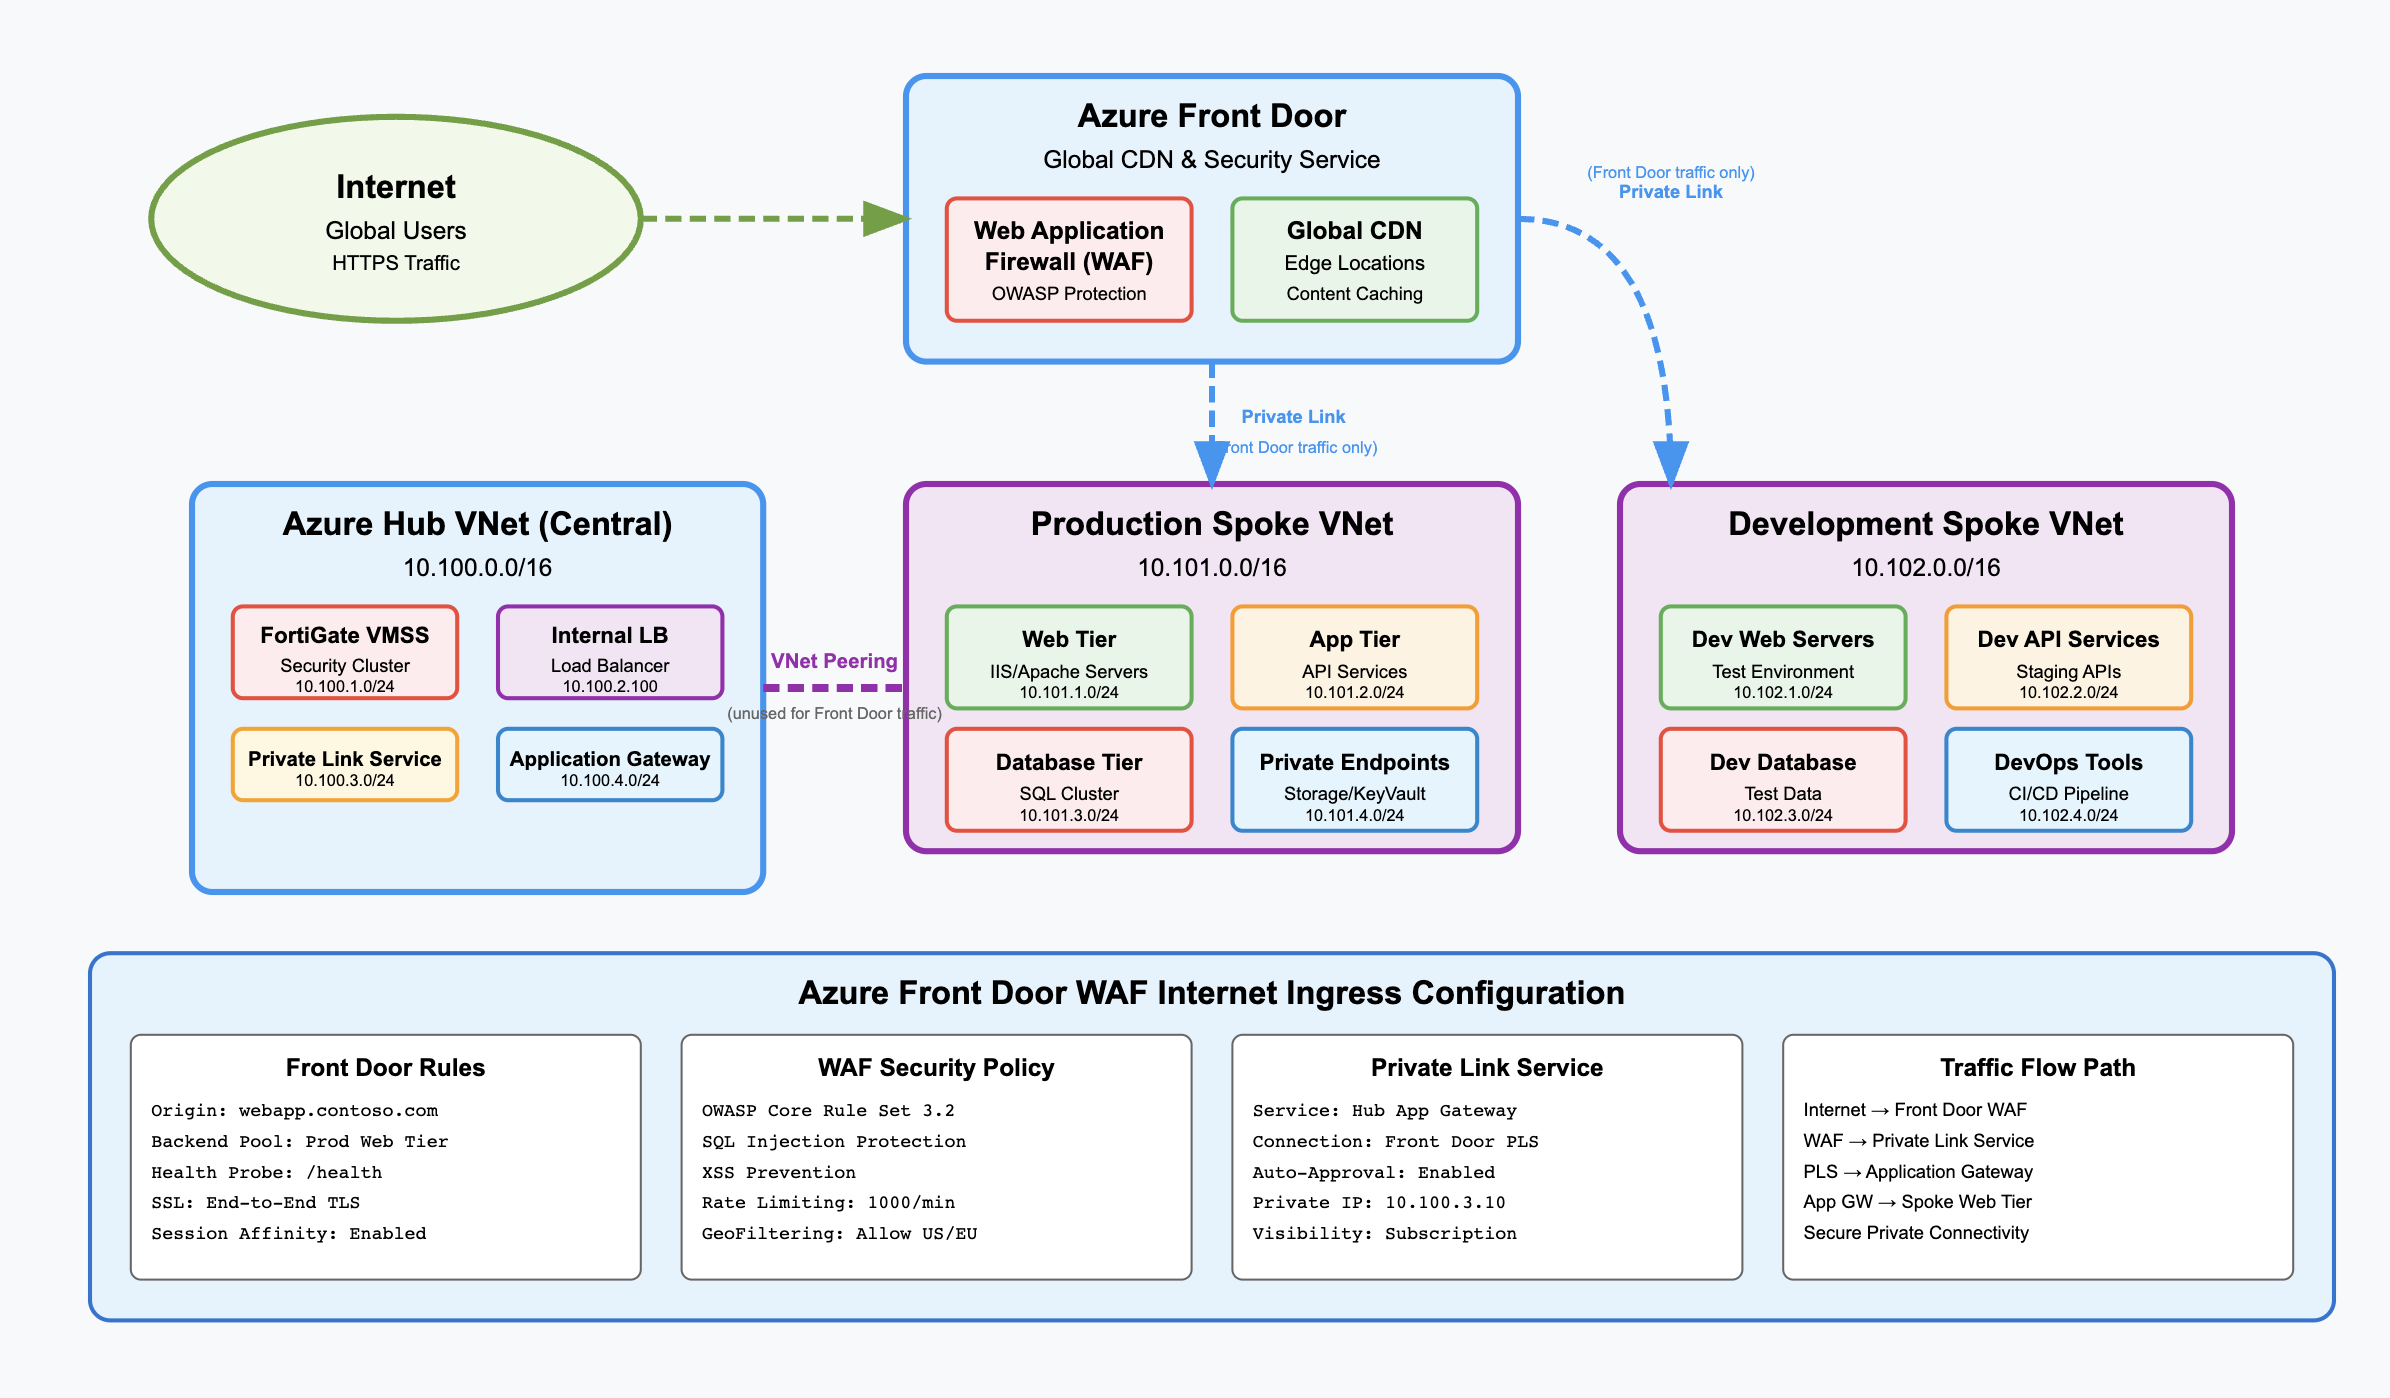 Azure Front Door
Global CDN & Security Service
Internet
Global Users
HTTPS Traffic
Web Application
Firewall (WAF)
OWASP Protection
Global CDN
Edge Locations
Content Caching
(Front Door traffic only)
Private Link
Private Link
ront Door traffic only)
Azure Hub VNet (Central)
10.100.0.0/16
FortiGate VMSS
Security Cluster
10.100.1.0/24
Internal LB
Load Balancer
10.100.2.100
Private Link Service
10.100.3.0/24
Application Gateway
10.100.4.0/24
VNet Peering
(unused for Front Door traffic)
Production Spoke VNet
10.101.0.0/16
Web Tier
IIS/Apache Servers
10.101.1.0/24
App Tier
API Services
10.101.2.0/24
Database Tier
SQL Cluster
10.101.3.0/24
Private Endpoints
Storage/KeyVault
10.101.4.0/24
Development Spoke VNet
10.102.0.0/16
Dev Web Servers
Test Environment
10.102.1.0/24
Dev API Services
Staging APIs
10.102.2.0/24
Dev Database
Test Data
10.102.3.0/24
DevOps Tools
CI/CD Pipeline
10.102.4.0/24
Azure Front Door WAF Internet Ingress Configuration
Front Door Rules
Origin: webapp.contoso.com
Backend Pool: Prod Web Tier
Health Probe: /health
SSL: End-to-End TLS
Session Affinity: Enabled
WAF Security Policy
OWASP Core Rule Set 3.2
SQL Injection Protection
XSS Prevention
Rate Limiting: 1000/min
GeoFiltering: Allow US/EU
Private Link Service
Service: Hub App Gateway
Connection: Front Door PLS
Auto-Approval: Enabled
Private IP: 10.100.3.10
Visibility: Subscription
Traffic Flow Path
Internet → Front Door WAF
WAF → Private Link Service
PLS → Application Gateway
App GW → Spoke Web Tier
Secure Private Connectivity